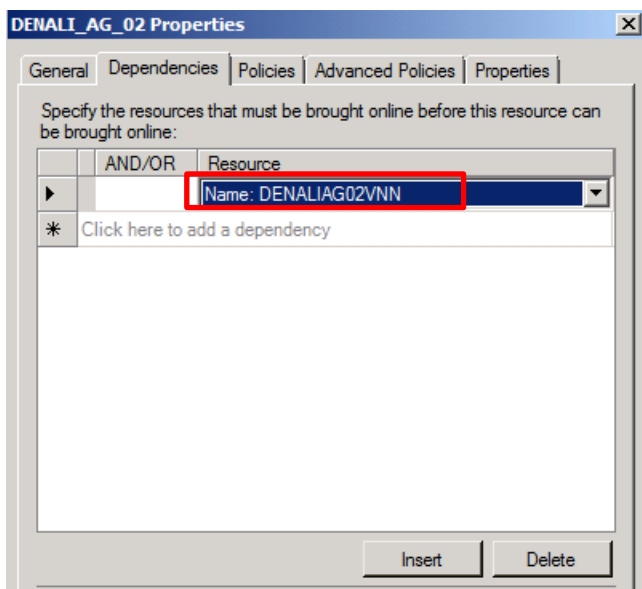 DENALI_AG_02 Properties
General Dependencies Policies Advanced Policies Properties
Specify the resources that must be brought online before this resource can
be brought online:
AND/OR Resource
Name: DENALIAG02VNN
Click here to add a dependency
Insert Delete